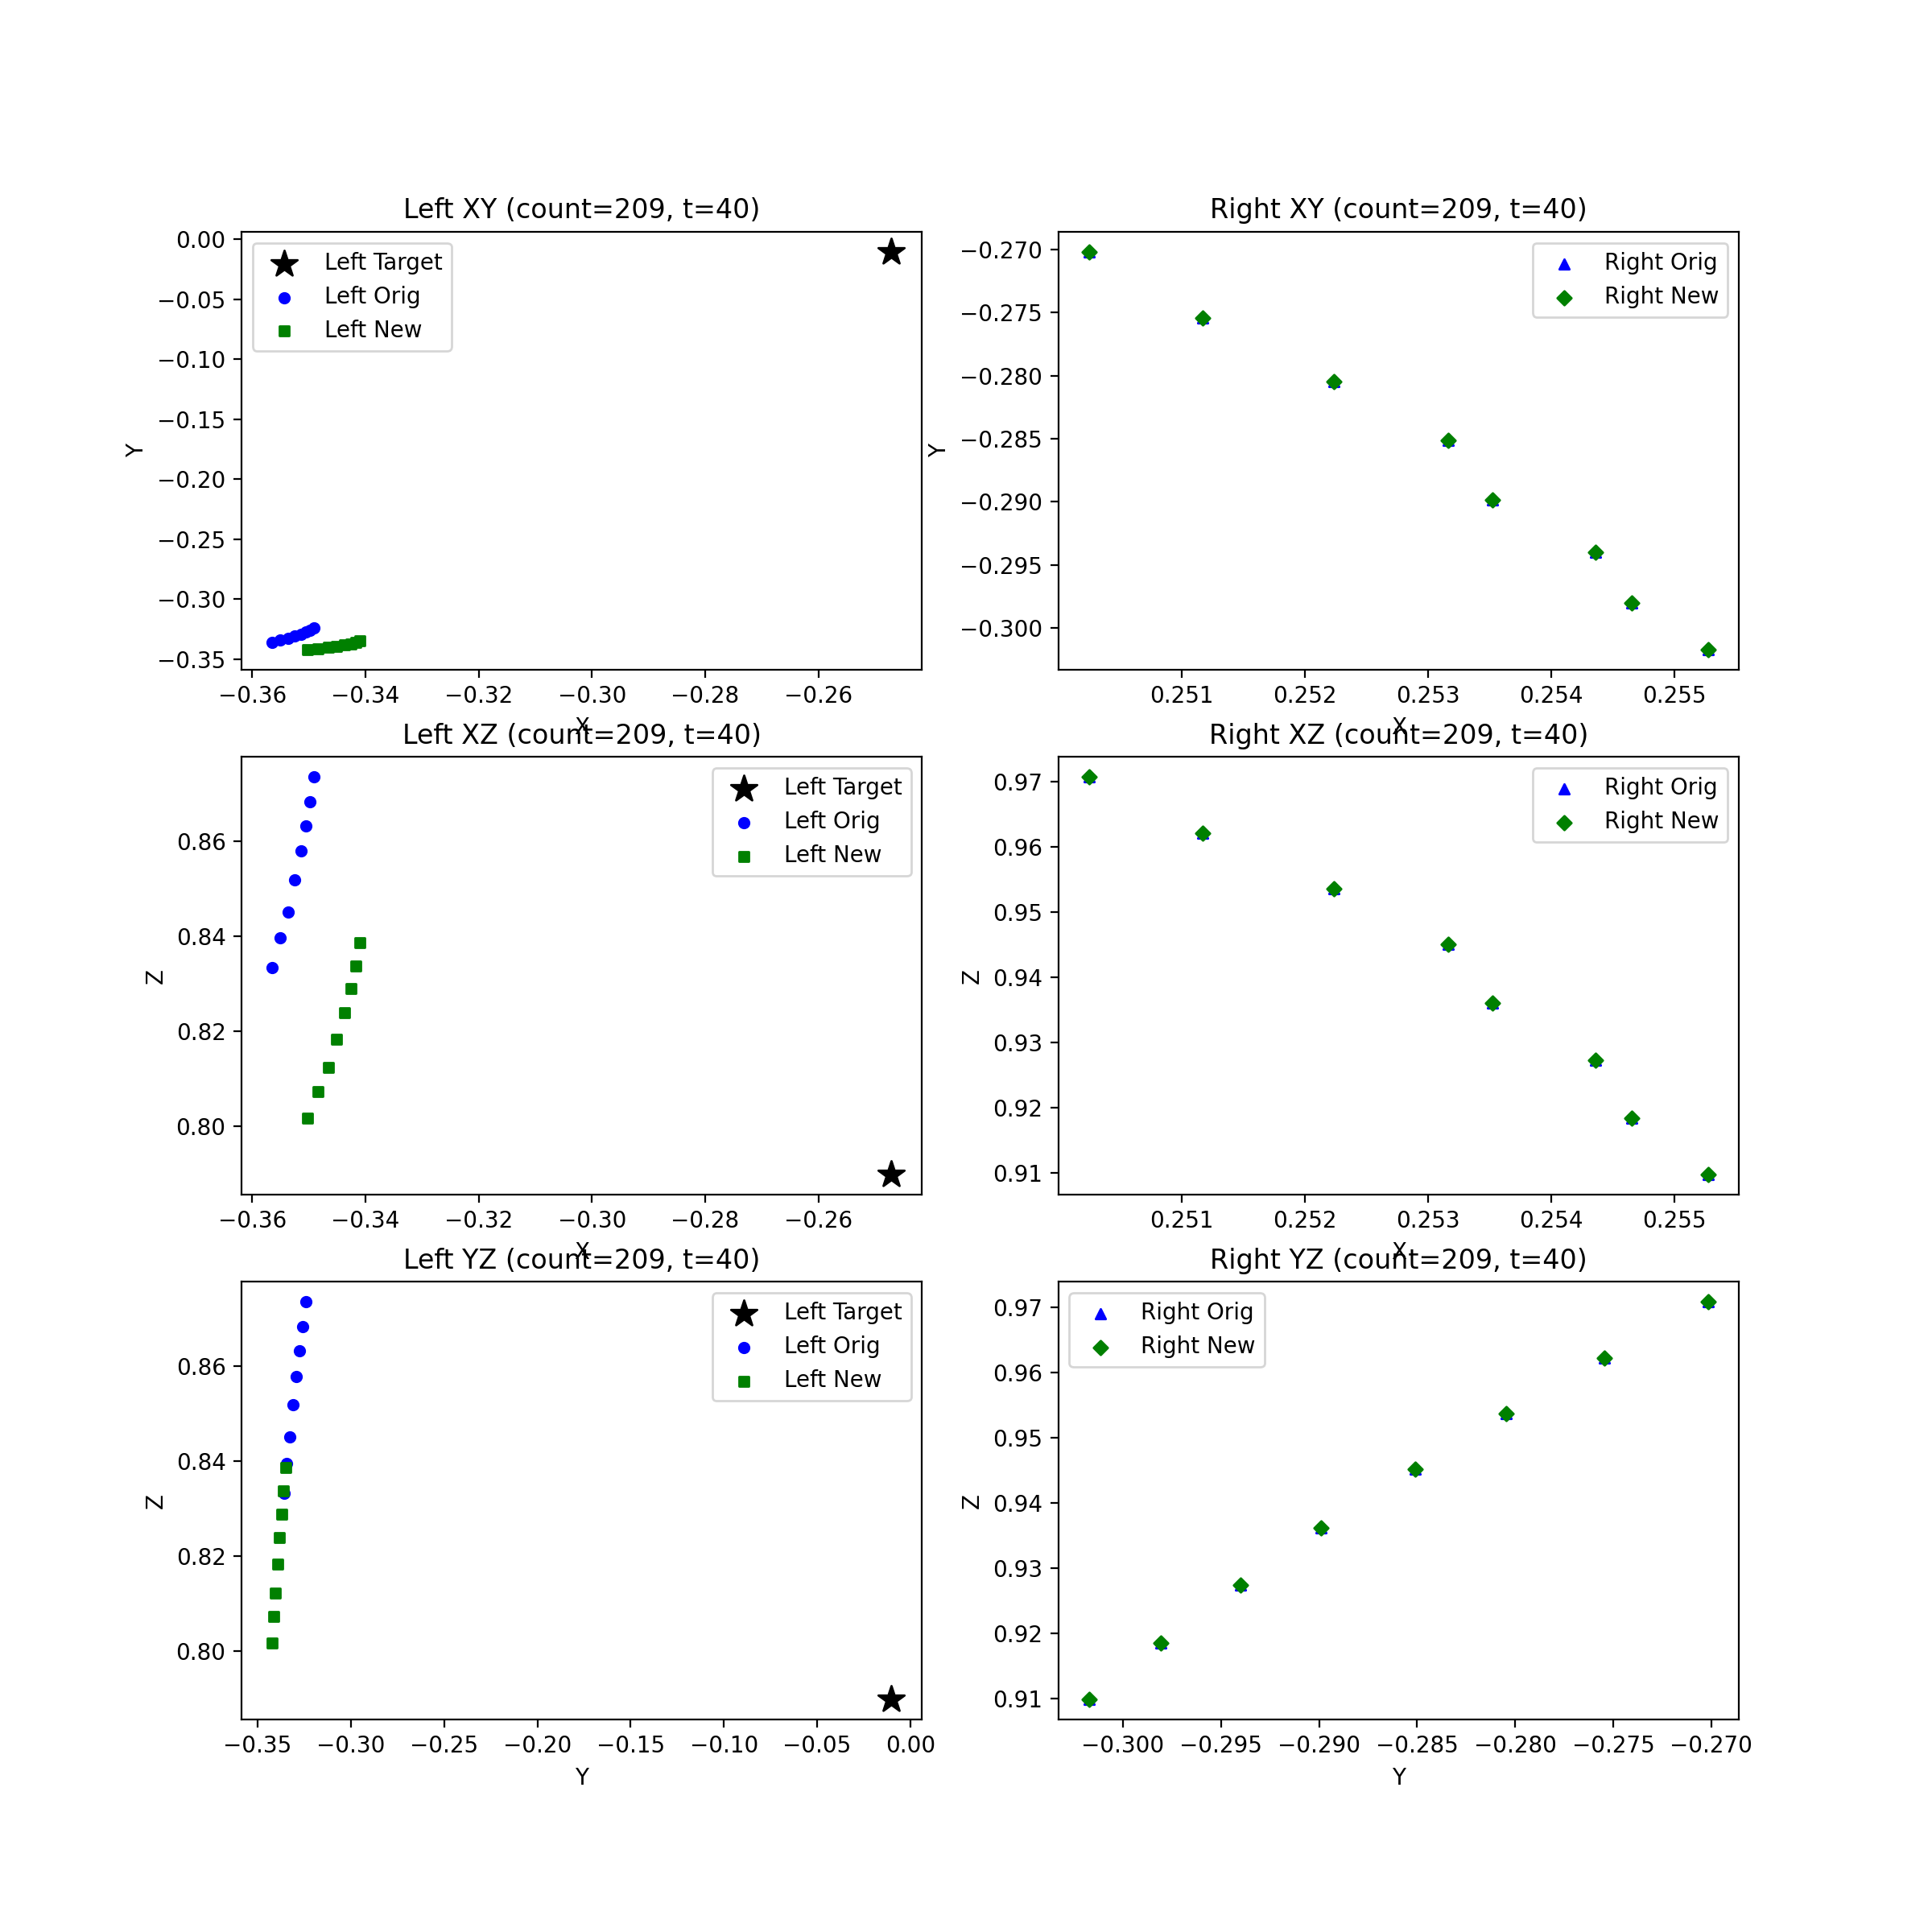 Left XY (count=209, t=40)
0.00
−0.05
−0.10
−0.15
−0.20
−0.25
−0.30
−0.35
Y
Left Target
Left Orig
Left New
−0.36 −0.34 −0.32 −0.30 −0.28 −0.26
X
Right XY (count=209, t=40)
−0.270
−0.275
−0.280
−0.285
−0.290
−0.295
−0.300
Y
Right Orig
Right New
0.251 0.252 0.253 0.254 0.255
X
Left XZ (count=209, t=40)
0.86
0.84
0.82
0.80
Z
Left Target
Left Orig
Left New
−0.36 −0.34 −0.32 −0.30 −0.28 −0.26
X
Right XZ (count=209, t=40)
0.97
0.96
0.95
0.94
0.93
0.92
0.91
Z
Right Orig
Right New
0.251 0.252 0.253 0.254 0.255
X
Left YZ (count=209, t=40)
0.86
0.84
0.82
0.80
Z
Left Target
Left Orig
Left New
−0.35 −0.30 −0.25 −0.20 −0.15 −0.10 −0.05 0.00
Y
Right YZ (count=209, t=40)
0.97
0.96
0.95
0.94
0.93
0.92
0.91
Z
Right Orig
Right New
−0.300 −0.295 −0.290 −0.285 −0.280 −0.275 −0.270
Y